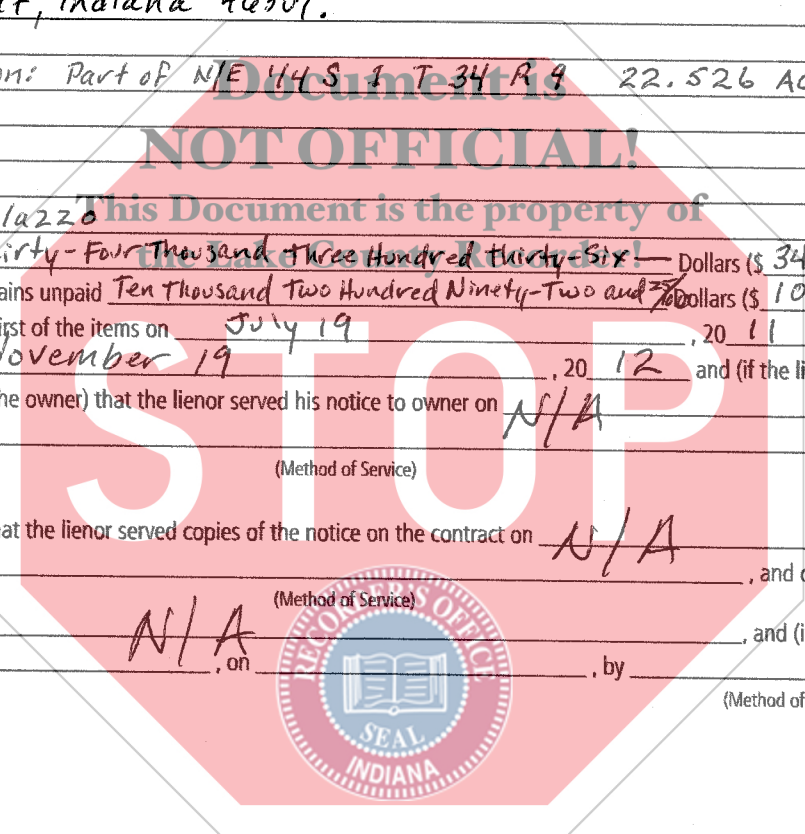 Indiana
on: Part of N/E 1/4 S 1 T 34 R 9 22.526 AC
Document is
NOT OFFICIAL!
lazzo
This Document is the property of
the Lake County Recorder!
irty-Four Thousand three Hundred thirty-Six — Dollars ($ 34
ains unpaid Ten Thousand Two Hundred Ninety-Two and Dollars ($ 10
irst of the items on July 19, 20 11
ovember 19, 20 12 and (if the li
he owner) that the lienor served his notice to owner on N/A
STOP
(Method of Service)
at the lienor served copies of the notice on the contract on N/A
, and
(Method of Service)
N/A , and (i
, on , by
(Method of
RECORDER'S OFFICE
SEAL
INDIANA